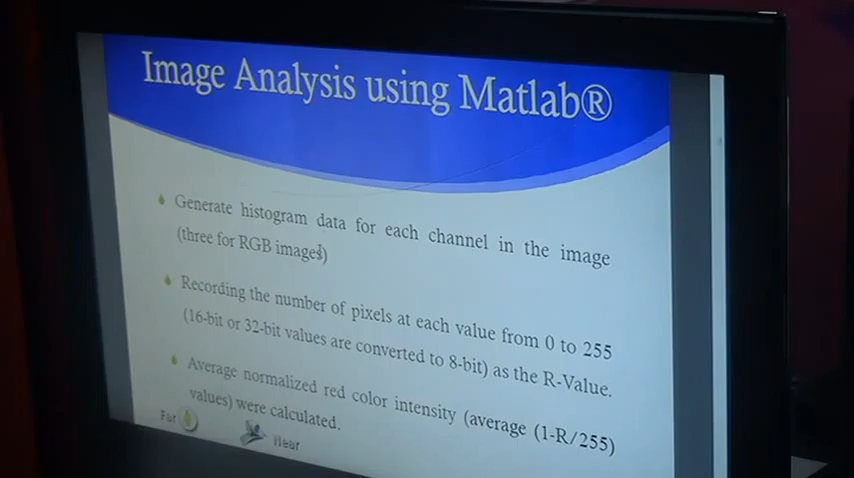 Image Analysis using Matlab®
Generate histogram data for each channel in the image
(three for RGB images)
Recording the number of pixels at each value from 0 to 255
(16-bit or 32-bit values are converted to 8-bit) as the R-Value.
Average normalized red color intensity (average (1-R/255)
values) were calculated.
Far
Near